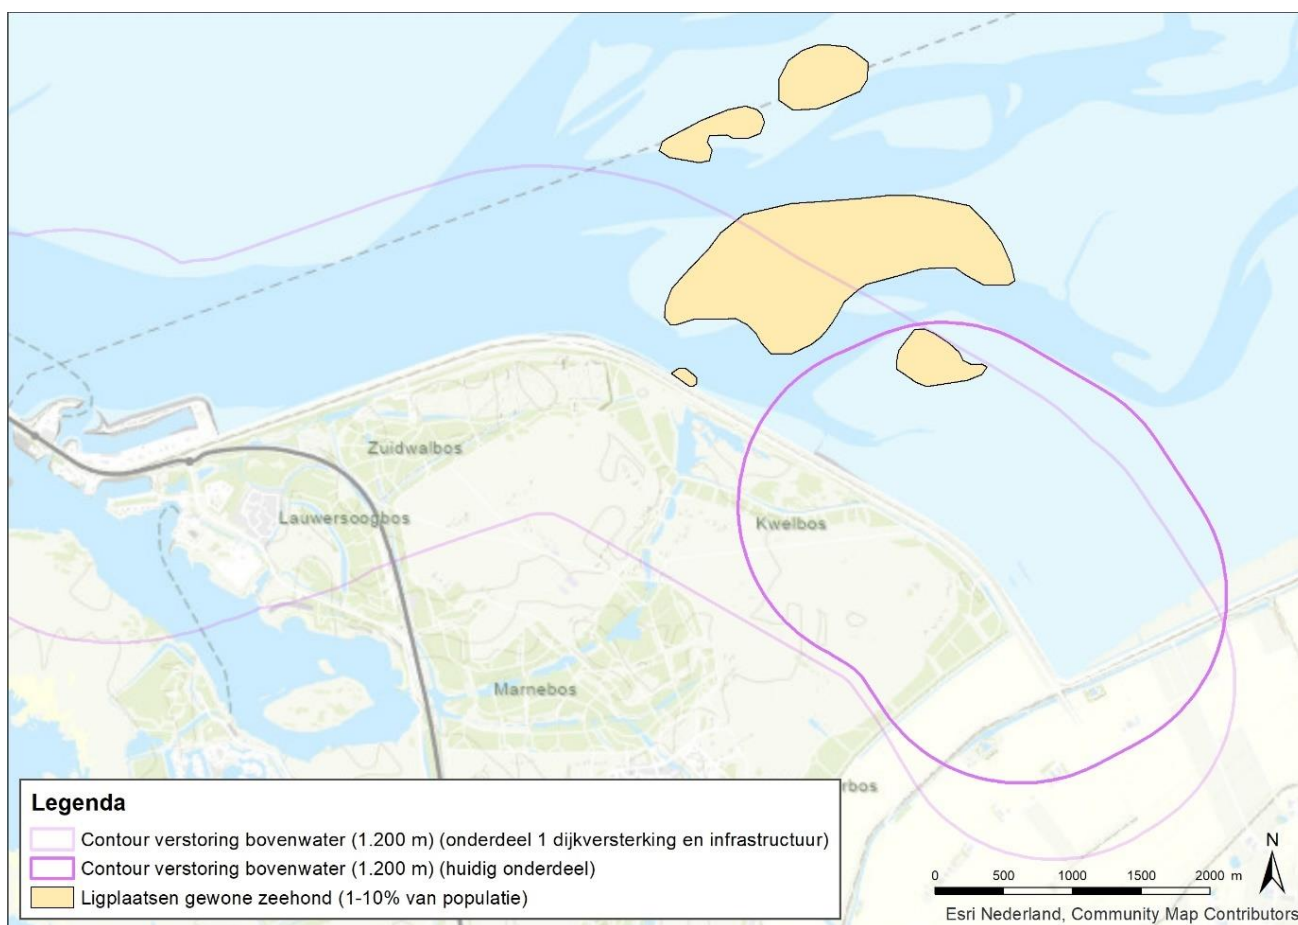 Zuidwalbos
Lauwersoogbos
Kwelbos
Marnebos
rbos
Legenda
Contour verstoring bovenwater (1.200 m) (onderdeel 1 dijkversterking en infrastructuur)
Contour verstoring bovenwater (1.200 m) (huidig onderdeel)
Ligplaatsen gewone zeehond (1-10% van populatie)
N
0 500 1000 1500 2000 m
Esri Nederland, Community Map Contributors